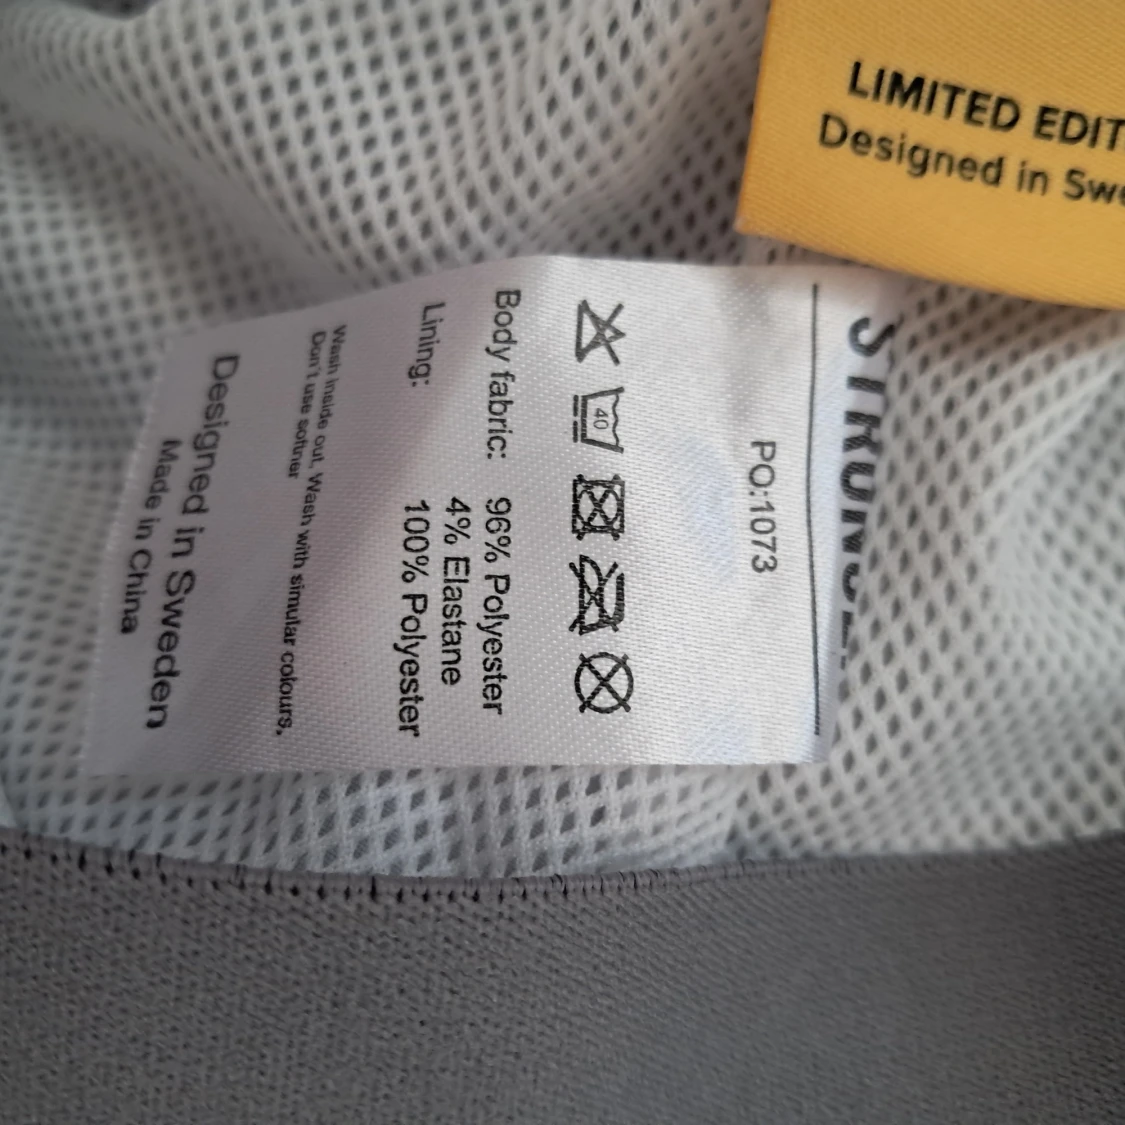 LIMITED EDIT
Designed in Swe
PO:1073
40
Body fabric: 96% Polyester
4% Elastane
Lining: 100% Polyester
Wash inside out, Wash with simular colours,
Don't use softner
Designed in Sweden
Made in China